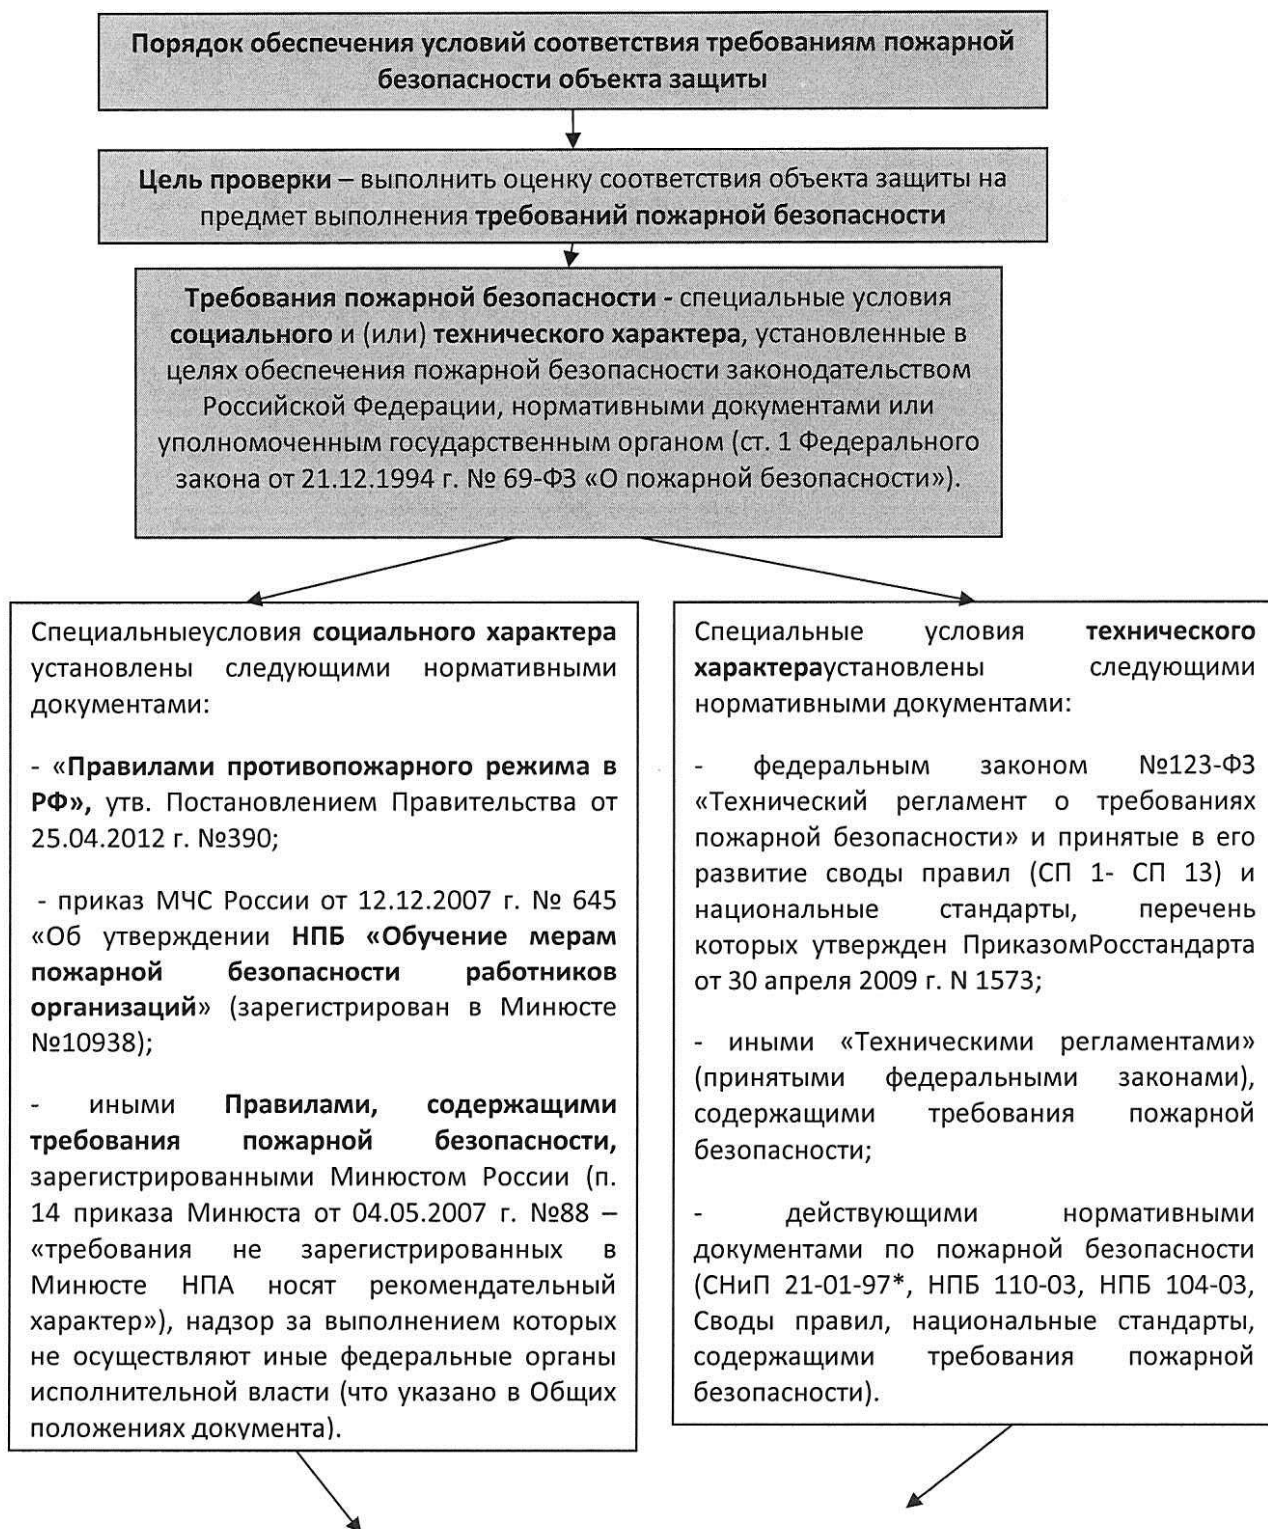 Порядок обеспечения условий соответствия требованиям пожарной
безопасности объекта защиты
Цель проверки – выполнить оценку соответствия объекта защиты на
предмет выполнения требований пожарной безопасности
Требования пожарной безопасности - специальные условия
социального и (или) технического характера, установленные в
целях обеспечения пожарной безопасности законодательством
Российской Федерации, нормативными документами или
уполномоченным государственным органом (ст. 1 Федерального
закона от 21.12.1994 г. № 69-ФЗ «О пожарной безопасности»).
Специальныеусловия социального характера
установлены следующими нормативными
документами:
- «Правилами противопожарного режима в
РФ», утв. Постановлением Правительства от
25.04.2012 г. №390;
- приказ МЧС России от 12.12.2007 г. № 645
«Об утверждении НПБ «Обучение мерам
пожарной безопасности работников
организаций» (зарегистрирован в Минюсте
№10938);
- иными Правилами, содержащими
требования пожарной безопасности,
зарегистрированными Минюстом России (п.
14 приказа Минюста от 04.05.2007 г. №88 –
«требования не зарегистрированных в
Минюсте НПА носят рекомендательный
характер»), надзор за выполнением которых
не осуществляют иные федеральные органы
исполнительной власти (что указано в Общих
положениях документа).
Специальные условия технического
характераустановлены следующими
нормативными документами:
- федеральным законом №123-ФЗ
«Технический регламент о требованиях
пожарной безопасности» и принятые в его
развитие своды правил (СП 1- СП 13) и
национальные стандарты, перечень
которых утвержден ПриказомРосстандарта
от 30 апреля 2009 г. N 1573;
- иными «Техническими регламентами»
(принятыми федеральными законами),
содержащими требования пожарной
безопасности;
- действующими нормативными
документами по пожарной безопасности
(СНиП 21-01-97*, НПБ 110-03, НПБ 104-03,
Своды правил, национальные стандарты,
содержащими требования пожарной
безопасности).